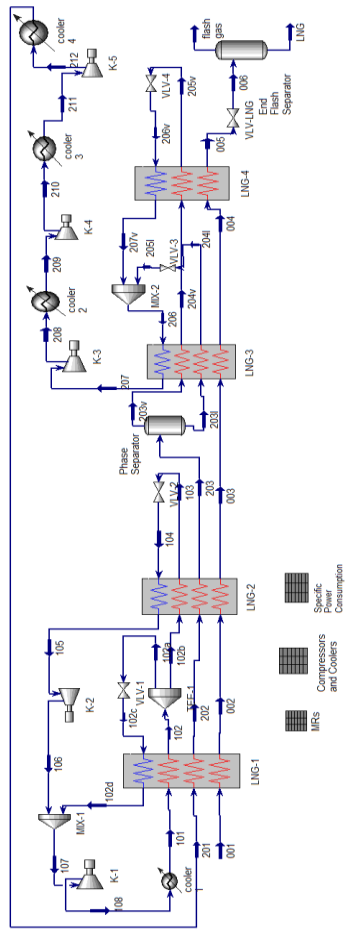 cooler
4
212
K-5
211
cooler
3
210
K-4
209
cooler
2
208
K-3
207
flash
gas
LNG
006
End Flash
Separator
VLV-LNG
005
VLV-4
205v
206v
LNG-4
207v
205l
VLV-3
204l
004
MIX-2
204v
206
LNG-3
203v
203l
Phase
Separator
VLV-2
103
203
003
104
LNG-2
105
K-2
106
102a
102b
VLV-1
TEE-1
102c
102
202
002
102d
MIX-1
LNG-1
107
K-1
101
201
001
108
cooler
1
Specific
Power
Consumption
Compressors
and Coolers
MRs